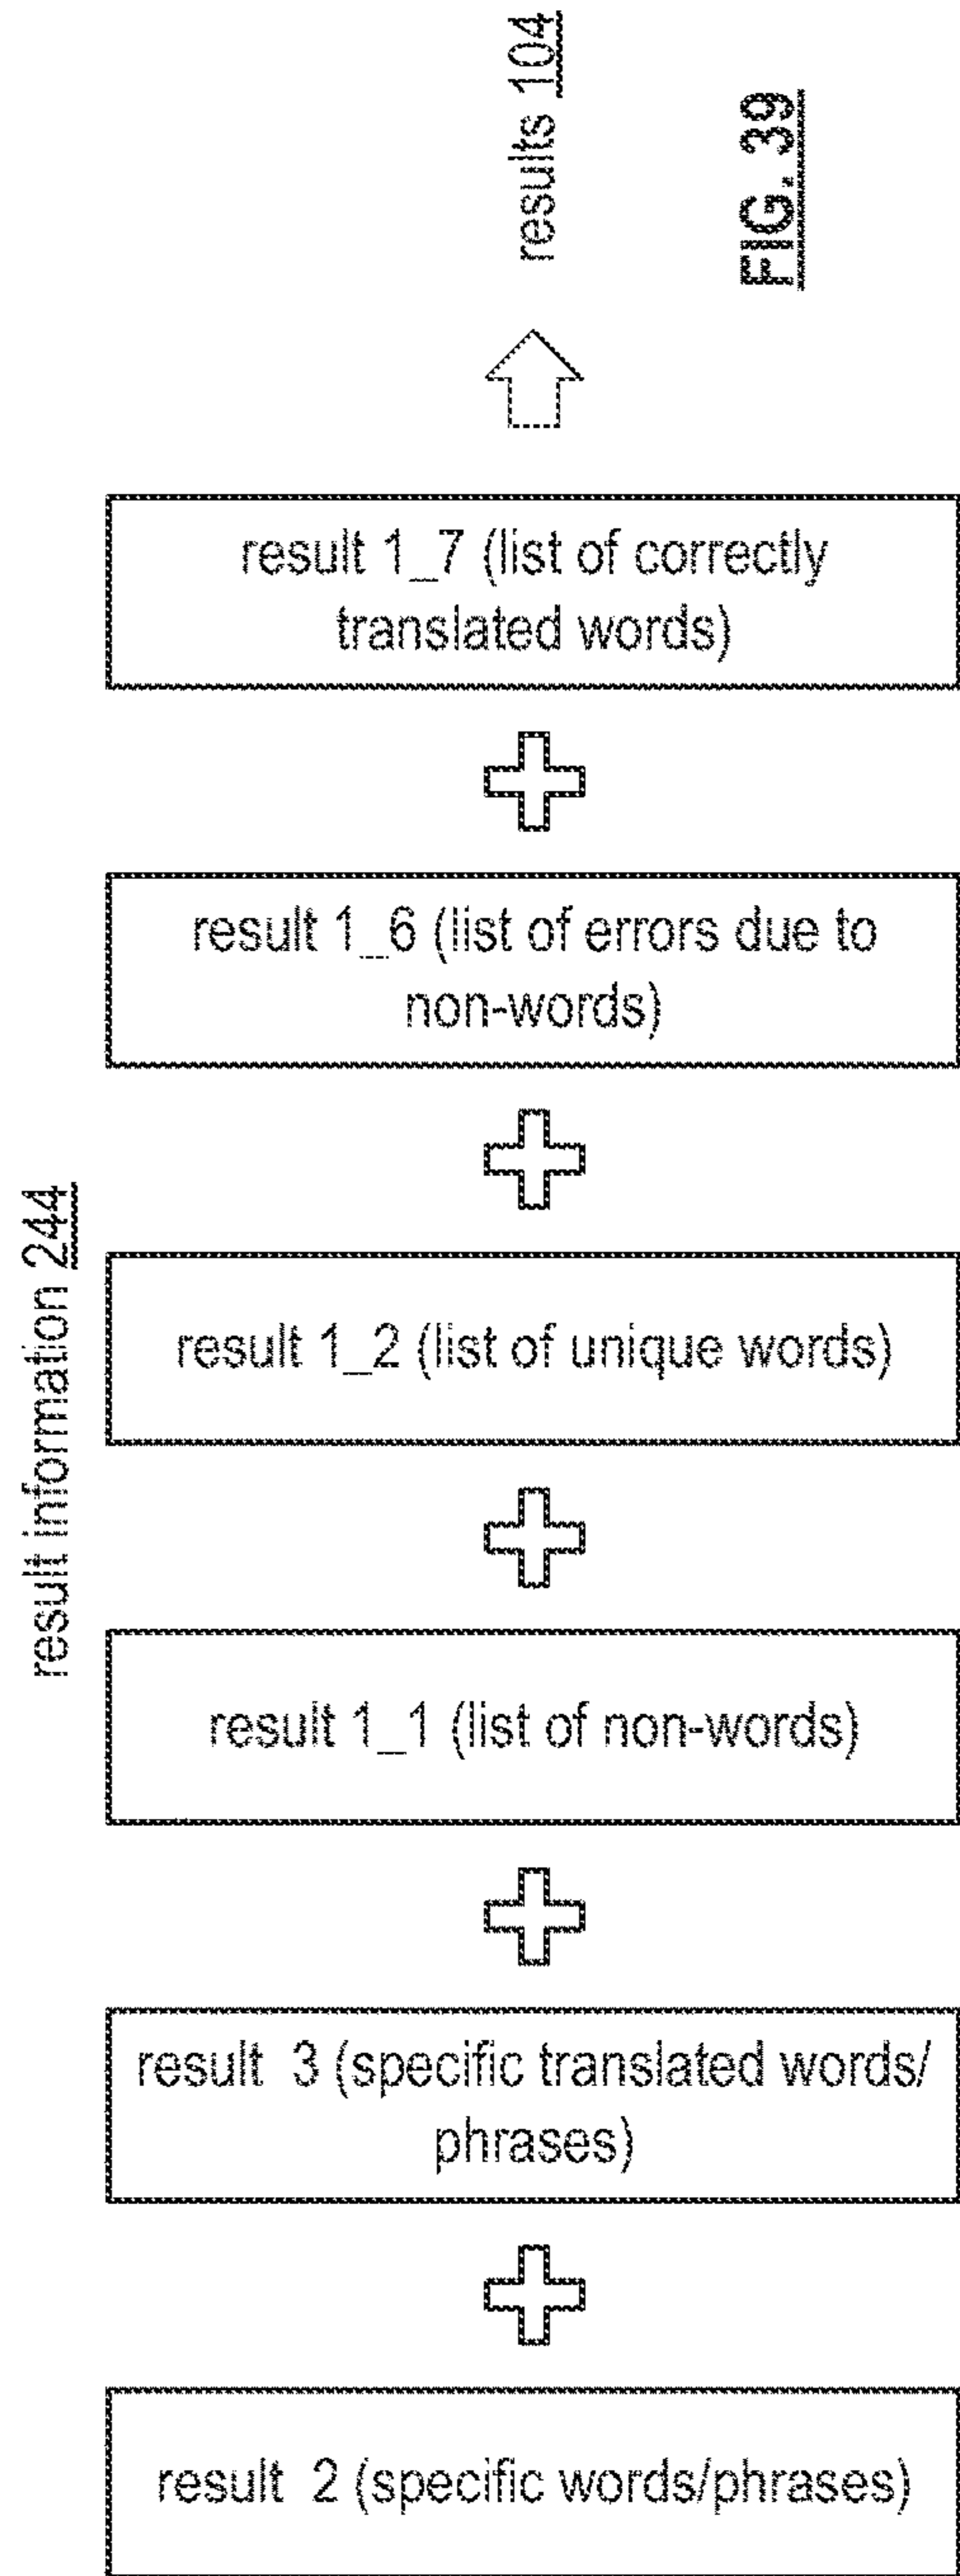 results 104
FIG. 39
result information 244
result 1_7 (list of correctly
translated words)
result 1_6 (list of errors due to
non-words)
result 1_2 (list of unique words)
result 1_1 (list of non-words)
result 3 (specific translated words/
phrases)
result 2 (specific words/phrases)